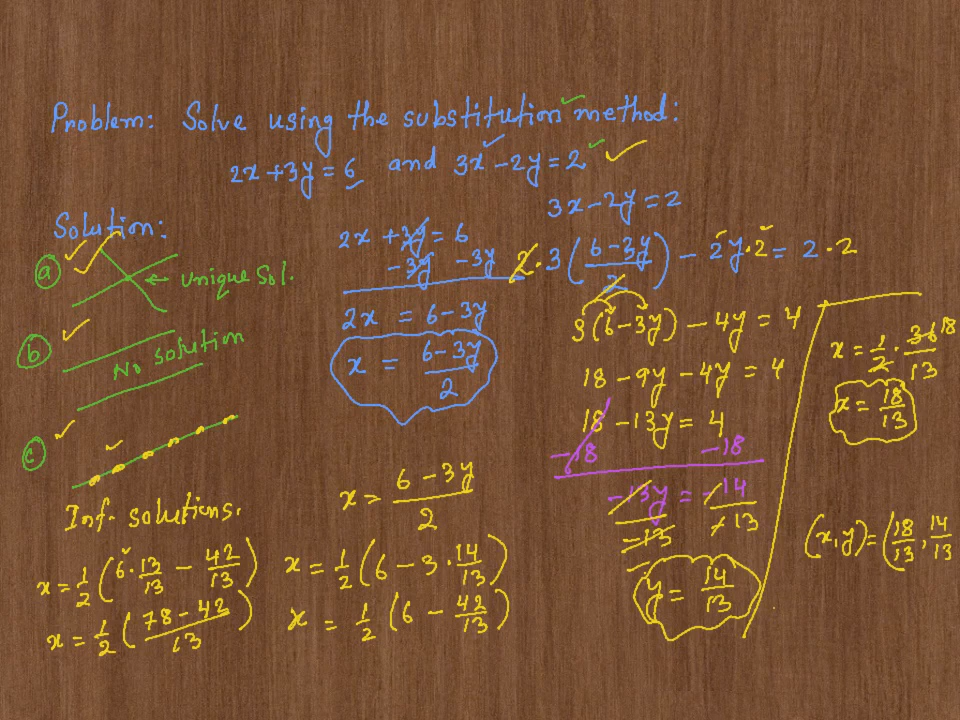 Problem: Solve using the substitution method:
2x + 3y = 6 and 3x - 2y = 2
Solution:
(a) ← Unique Sol.
(b) No solution
(c)
Inf. solutions.
2x + 3y = 6
- 3y - 3y
2x = 6 - 3y
x = (6 - 3y)/2
3x - 2y = 2
2 · 3((6 - 3y)/2) - 2y · 2 = 2 · 2
3(6 - 3y) - 4y = 4
18 - 9y - 4y = 4
18 - 13y = 4
-18 -18
-13y/-13 = -14/-13
y = 14/13
x = (6 - 3y)/2
x = 1/2 (6 - 3 · 14/13)
x = 1/2 (6 - 42/13)
x = 1/2 (6 · 13/13 - 42/13)
x = 1/2 ((78 - 42)/13)
x = 1/2 · 36/13 18
x = 18/13
(x, y) = (18/13, 14/13